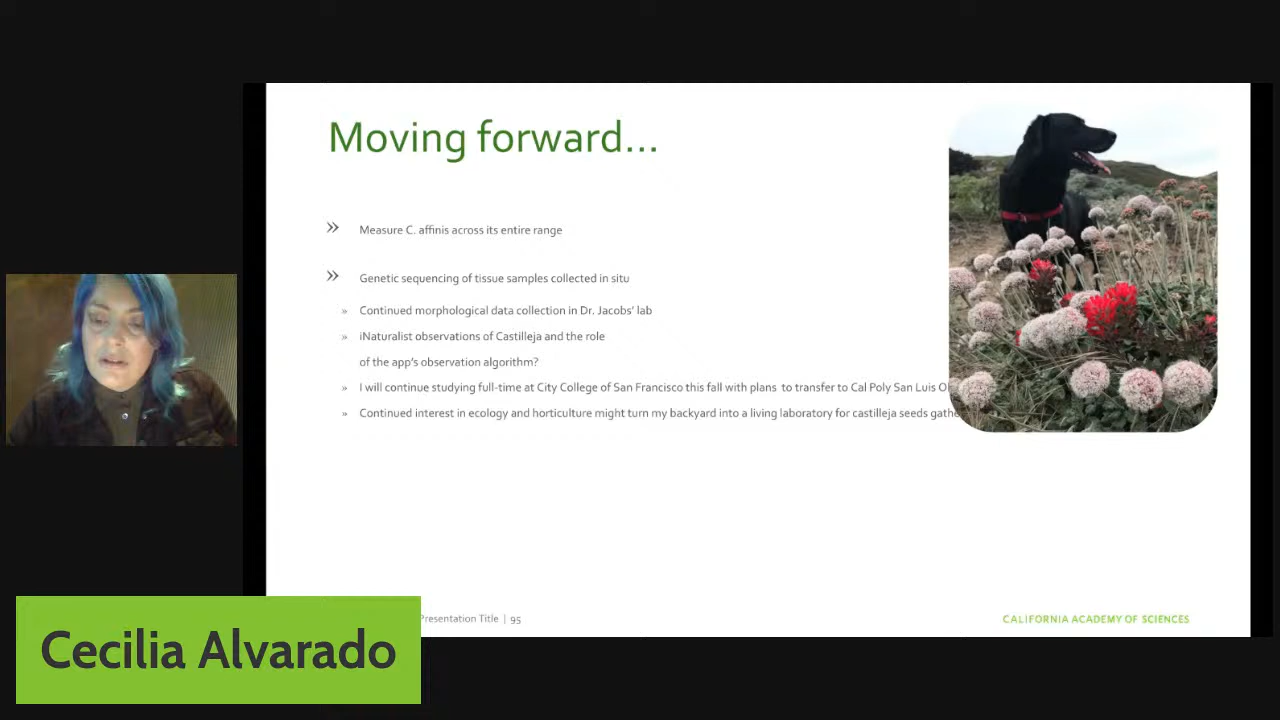 Moving forward...
» Measure C. affinis across its entire range
» Genetic sequencing of tissue samples collected in situ
» Continued morphological data collection in Dr. Jacobs' lab
» iNaturalist observations of Castilleja and the role
of the app's observation algorithm?
» I will continue studying full-time at City College of San Francisco this fall with plans to transfer to Cal Poly San Luis
» Continued interest in ecology and horticulture might turn my backyard into a living laboratory for castilleja seeds
Presentation Title | 95
CALIFORNIA ACADEMY OF SCIENCES
Cecilia Alvarado